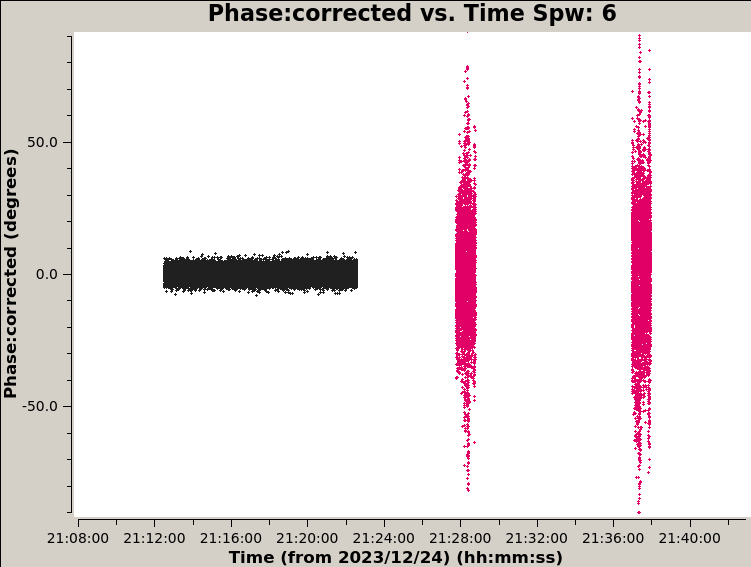 Phase:corrected vs. Time Spw: 6
Phase:corrected (degrees)
50.0
0.0
-50.0
21:08:00 21:12:00 21:16:00 21:20:00 21:24:00 21:28:00 21:32:00 21:36:00 21:40:00
Time (from 2023/12/24) (hh:mm:ss)